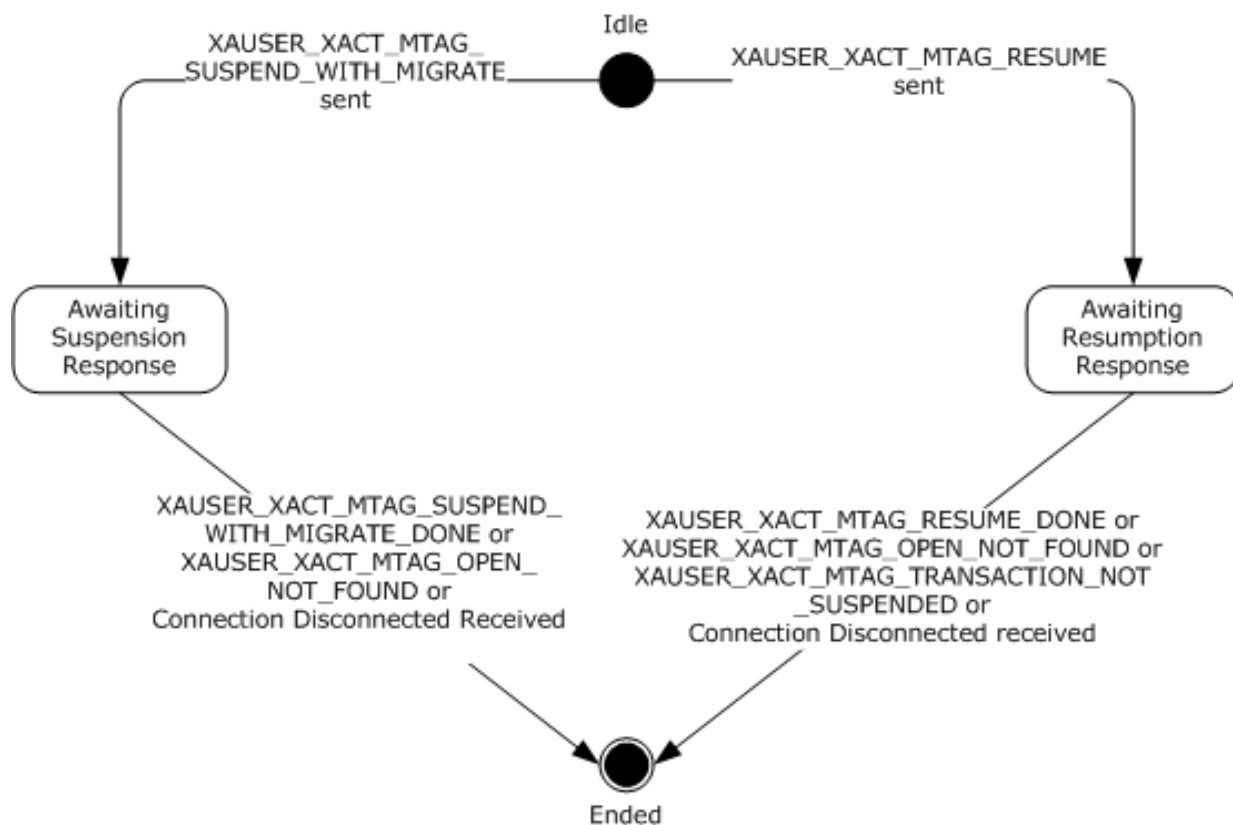 Idle
XAUSER_XACT_MTAG_
SUSPEND_WITH_MIGRATE
sent
XAUSER_XACT_MTAG_RESUME
sent
Awaiting
Suspension
Response
Awaiting
Resumption
Response
XAUSER_XACT_MTAG_SUSPEND_
WITH_MIGRATE_DONE or
XAUSER_XACT_MTAG_OPEN_
NOT_FOUND or
Connection Disconnected Received
XAUSER_XACT_MTAG_RESUME_DONE or
XAUSER_XACT_MTAG_OPEN_NOT_FOUND or
XAUSER_XACT_MTAG_TRANSACTION_NOT
_SUSPENDED or
Connection Disconnected received
Ended